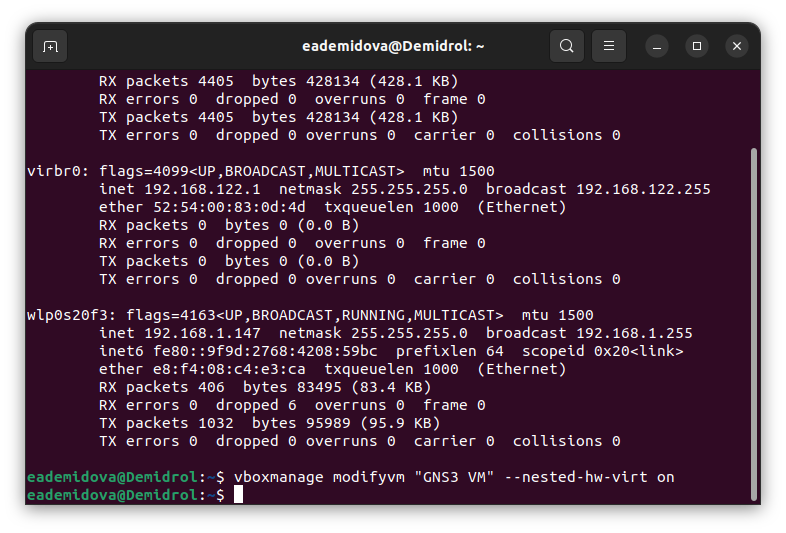 eademidova@Demidrol: ~
RX packets 4405  bytes 428134 (428.1 KB)
RX errors 0  dropped 0  overruns 0  frame 0
TX packets 4405  bytes 428134 (428.1 KB)
TX errors 0  dropped 0 overruns 0  carrier 0  collisions 0
virbr0: flags=4099<UP,BROADCAST,MULTICAST>  mtu 1500
inet 192.168.122.1  netmask 255.255.255.0  broadcast 192.168.122.255
ether 52:54:00:83:0d:4d  txqueuelen 1000  (Ethernet)
RX packets 0  bytes 0 (0.0 B)
RX errors 0  dropped 0  overruns 0  frame 0
TX packets 0  bytes 0 (0.0 B)
TX errors 0  dropped 0 overruns 0  carrier 0  collisions 0
wlp0s20f3: flags=4163<UP,BROADCAST,RUNNING,MULTICAST>  mtu 1500
inet 192.168.1.147  netmask 255.255.255.0  broadcast 192.168.1.255
inet6 fe80::9f9d:2768:4208:59bc  prefixlen 64  scopeid 0x20<link>
ether e8:f4:08:c4:e3:ca  txqueuelen 1000  (Ethernet)
RX packets 406  bytes 83495 (83.4 KB)
RX errors 0  dropped 6  overruns 0  frame 0
TX packets 1032  bytes 95989 (95.9 KB)
TX errors 0  dropped 0 overruns 0  carrier 0  collisions 0
eademidova@Demidrol:~$ vboxmanage modifyvm "GNS3 VM" --nested-hw-virt on
eademidova@Demidrol:~$